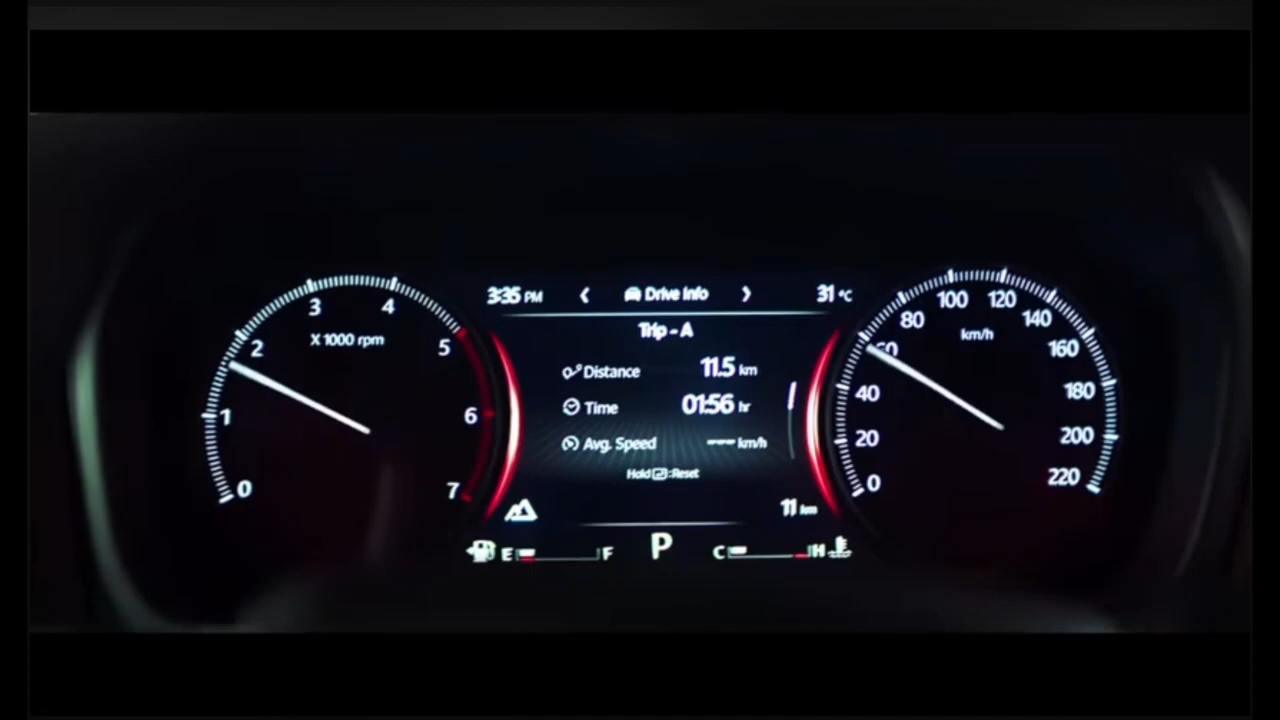 3:35 PM Drive Info 31 °C
Trip - A
Distance 11.5 km
Time 01:56 hr
Avg. Speed --- km/h
Hold : Reset
11 km
E F P C H
0 1 2 3 4 5 6 7
X 1000 rpm
0 20 40 60 80 100 120 140 160 180 200 220
km/h